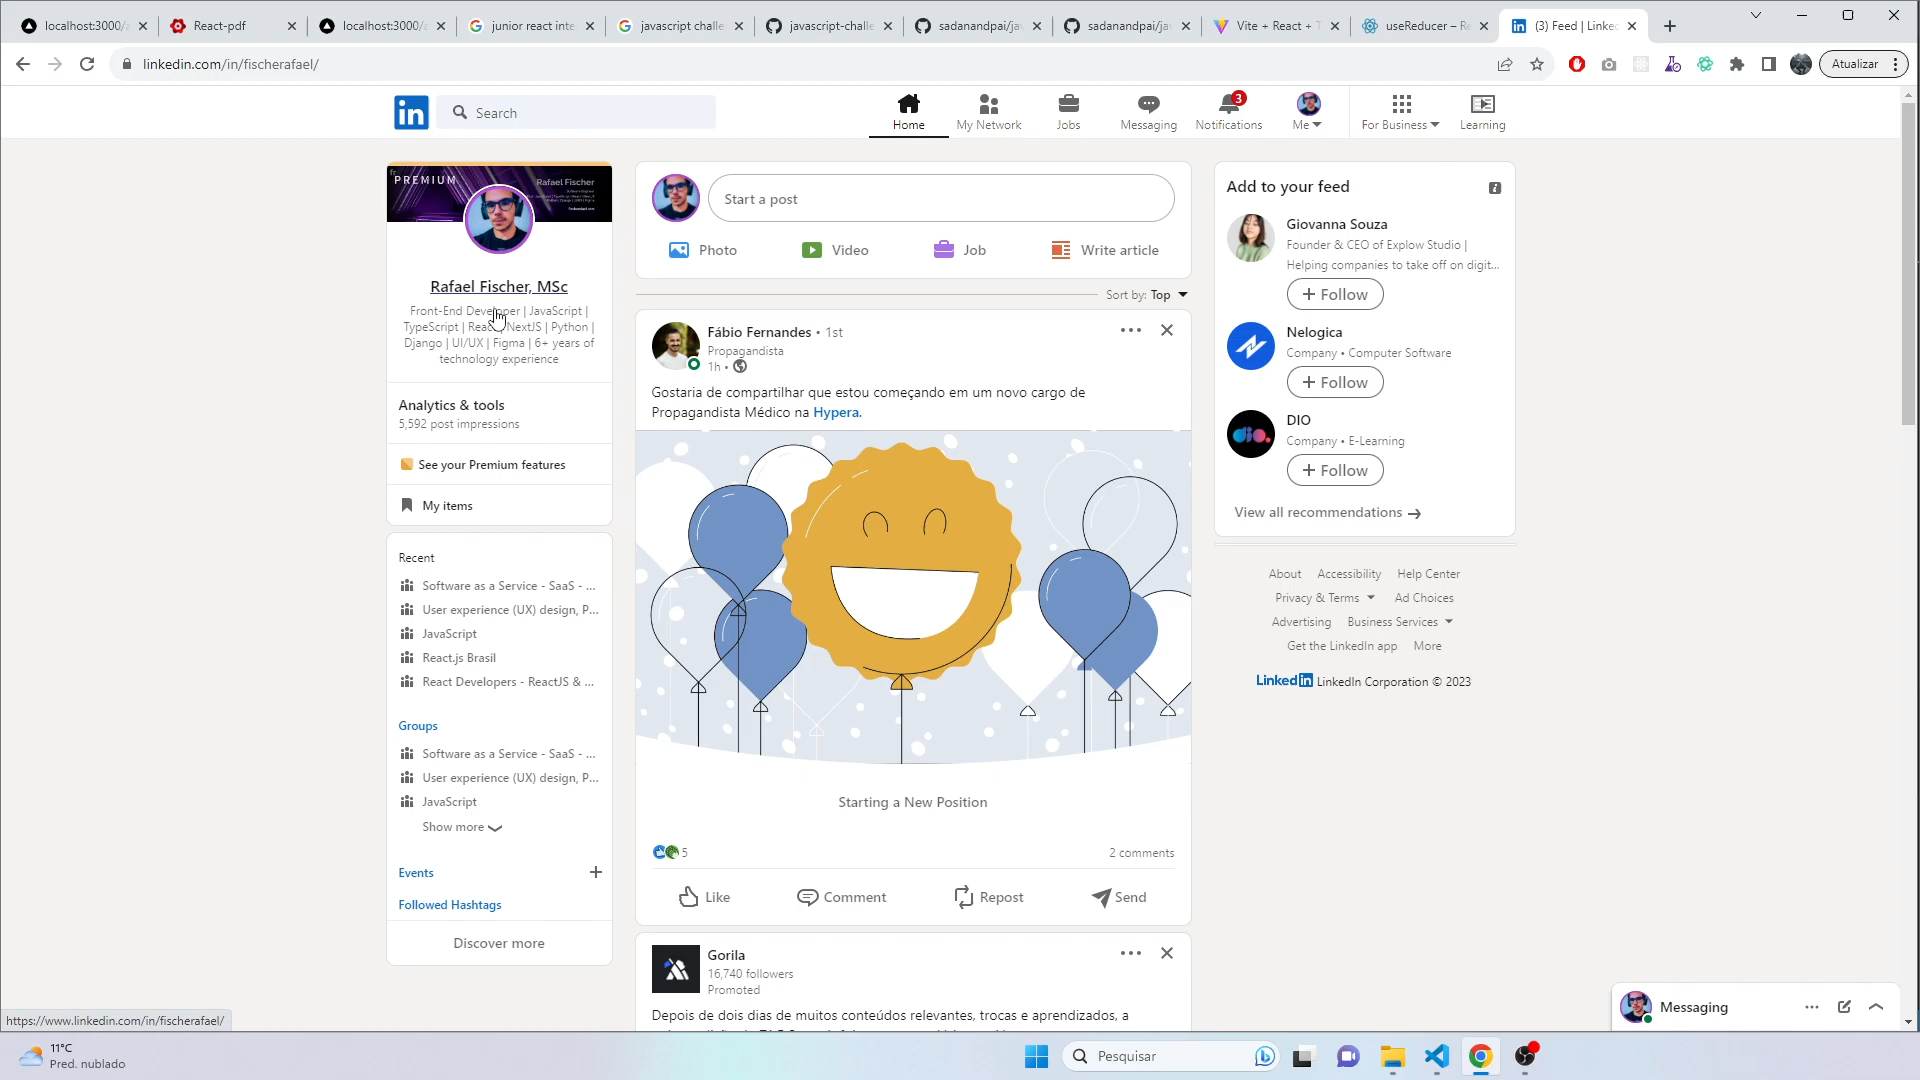 localhost:3000/a
React-pdf
localhost:3000/a
junior react inte
javascript challe
javascript-challe
sadanandpai/jav
sadanandpai/jav
Vite + React + T
useReducer – Re
(3) Feed | Linked
linkedin.com/in/fischerafael/
Atualizar
in
Search
Home
My Network
Jobs
Messaging
3
Notifications
Me
For Business
Learning
PREMIUM
Rafael Fischer
Rafael Fischer, MSc
Front-End Developer | JavaScript |
TypeScript | React | NextJS | Python |
Django | UI/UX | Figma | 6+ years of
technology experience
Analytics & tools
5,592 post impressions
See your Premium features
My items
Recent
Software as a Service - SaaS - ...
User experience (UX) design, P...
JavaScript
React.js Brasil
React Developers - ReactJS & ...
Groups
Software as a Service - SaaS - ...
User experience (UX) design, P...
JavaScript
Show more
Events
Followed Hashtags
Discover more
Start a post
Photo
Video
Job
Write article
Sort by: Top
Fábio Fernandes • 1st
Propagandista
1h •
Gostaria de compartilhar que estou começando em um novo cargo de
Propagandista Médico na Hypera.
Starting a New Position
5
2 comments
Like
Comment
Repost
Send
Gorila
16,740 followers
Promoted
Depois de dois dias de muitos conteúdos relevantes, trocas e aprendizados, a
Add to your feed
Giovanna Souza
Founder & CEO of Explow Studio |
Helping companies to take off on digit...
+ Follow
Nelogica
Company • Computer Software
+ Follow
DIO
Company • E-Learning
+ Follow
View all recommendations →
About Accessibility Help Center
Privacy & Terms Ad Choices
Advertising Business Services
Get the LinkedIn app More
LinkedIn LinkedIn Corporation © 2023
Messaging
https://www.linkedin.com/in/fischerafael/
11°C
Pred. nublado
Pesquisar